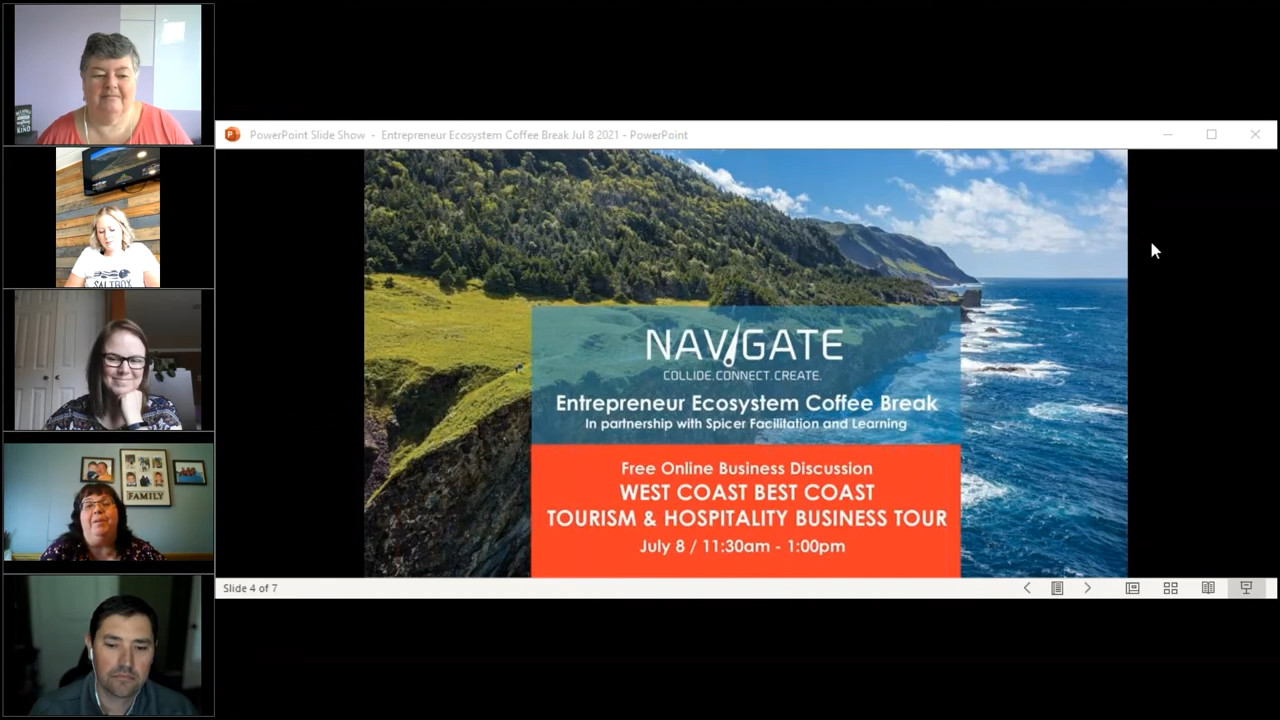 KIND
SALTBOX
FAMILY
PowerPoint Slide Show - Entrepreneur Ecosystem Coffee Break Jul 8 2021 - PowerPoint
NAVIGATE
COLLIDE.CONNECT.CREATE.
Entrepreneur Ecosystem Coffee Break
In partnership with Spicer Facilitation and Learning
Free Online Business Discussion
WEST COAST BEST COAST
TOURISM & HOSPITALITY BUSINESS TOUR
July 8 / 11:30am - 1:00pm
Slide 4 of 7